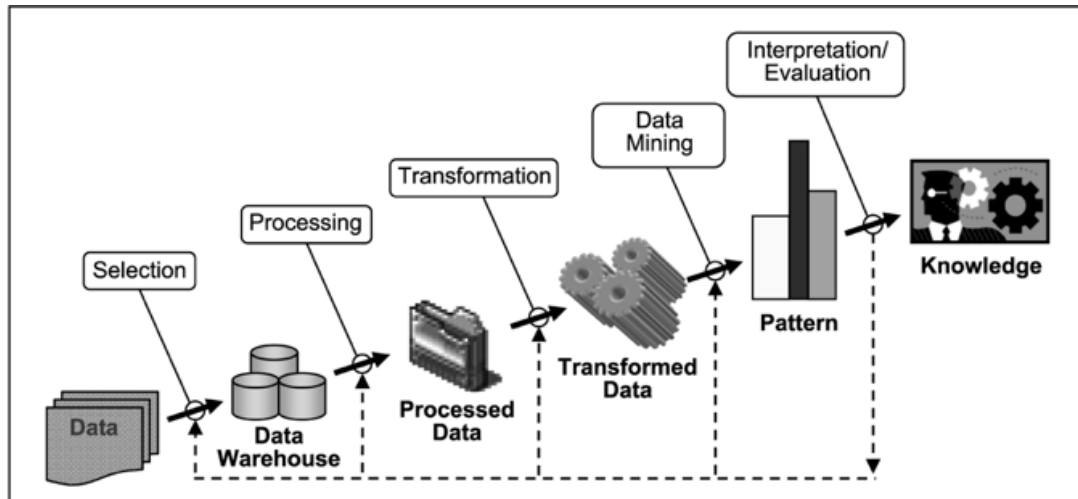 Interpretation/
Evaluation
Data
Mining
Transformation
Processing
Selection
Knowledge
Pattern
Transformed
Data
Processed
Data
Data
Warehouse
Data